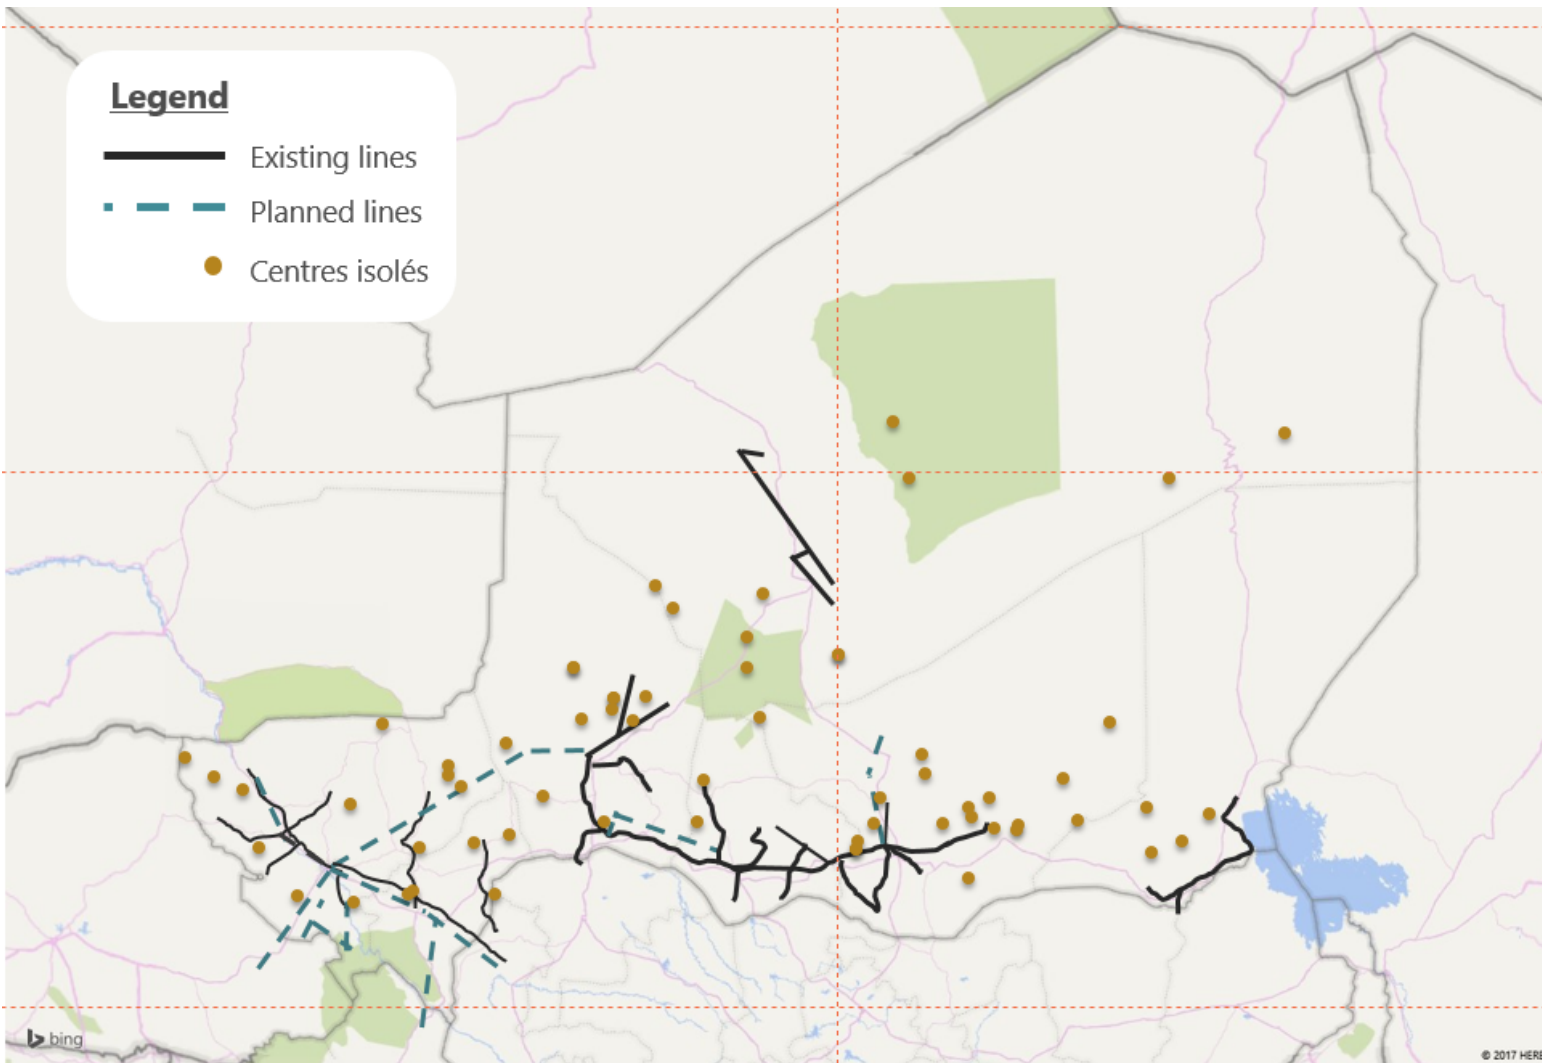 Legend
Existing lines
Planned lines
Centres isolés
bing
© 2017 HERE